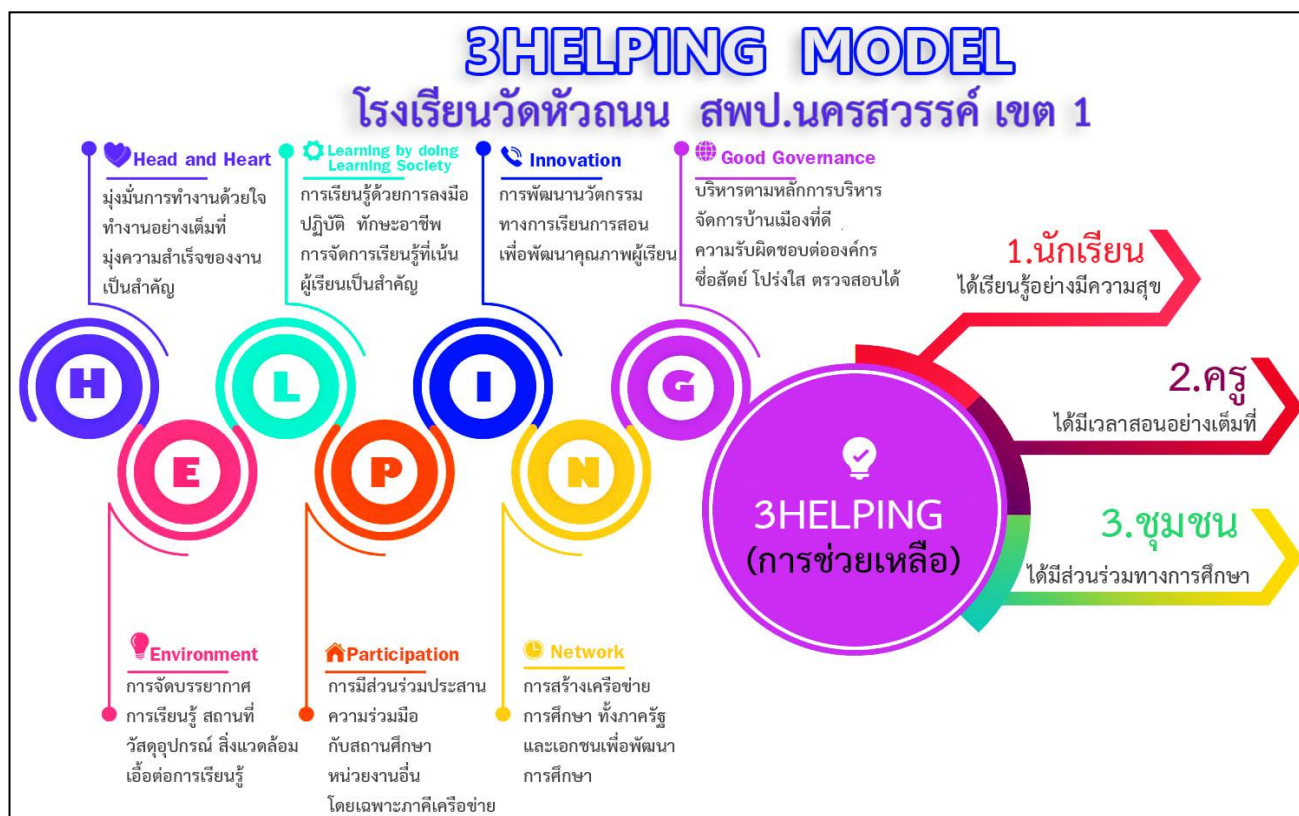 3HELPING MODEL
โรงเรียนวัดหัวถนน สพป.นครสวรรค์ เขต 1
Head and Heart
มุ่งมั่นการทำงานด้วยใจ
ทำงานอย่างเต็มที่
มุ่งความสำเร็จของงาน
เป็นสำคัญ
Learning by doing
Learning Society
การเรียนรู้ด้วยการลงมือ
ปฏิบัติ ทักษะอาชีพ
การจัดการเรียนรู้ที่เน้น
ผู้เรียนเป็นสำคัญ
Innovation
การพัฒนานวัตกรรม
ทางการเรียนการสอน
เพื่อพัฒนาคุณภาพผู้เรียน
Good Governance
บริหารตามหลักการบริหาร
จัดการบ้านเมืองที่ดี
ความรับผิดชอบต่อองค์กร
ซื่อสัตย์ โปร่งใส ตรวจสอบได้
H
E
L
P
I
N
G
Environment
การจัดบรรยากาศ
การเรียนรู้ สถานที่
วัสดุอุปกรณ์ สิ่งแวดล้อม
เอื้อต่อการเรียนรู้
Participation
การมีส่วนร่วมประสาน
ความร่วมมือ
กับสถานศึกษา
หน่วยงานอื่น
โดยเฉพาะภาคีเครือข่าย
Network
การสร้างเครือข่าย
การศึกษา ทั้งภาครัฐ
และเอกชนเพื่อพัฒนา
การศึกษา
3HELPING
(การช่วยเหลือ)
1.นักเรียน
ได้เรียนรู้อย่างมีความสุข
2.ครู
ได้มีเวลาสอนอย่างเต็มที่
3.ชุมชน
ได้มีส่วนร่วมทางการศึกษา